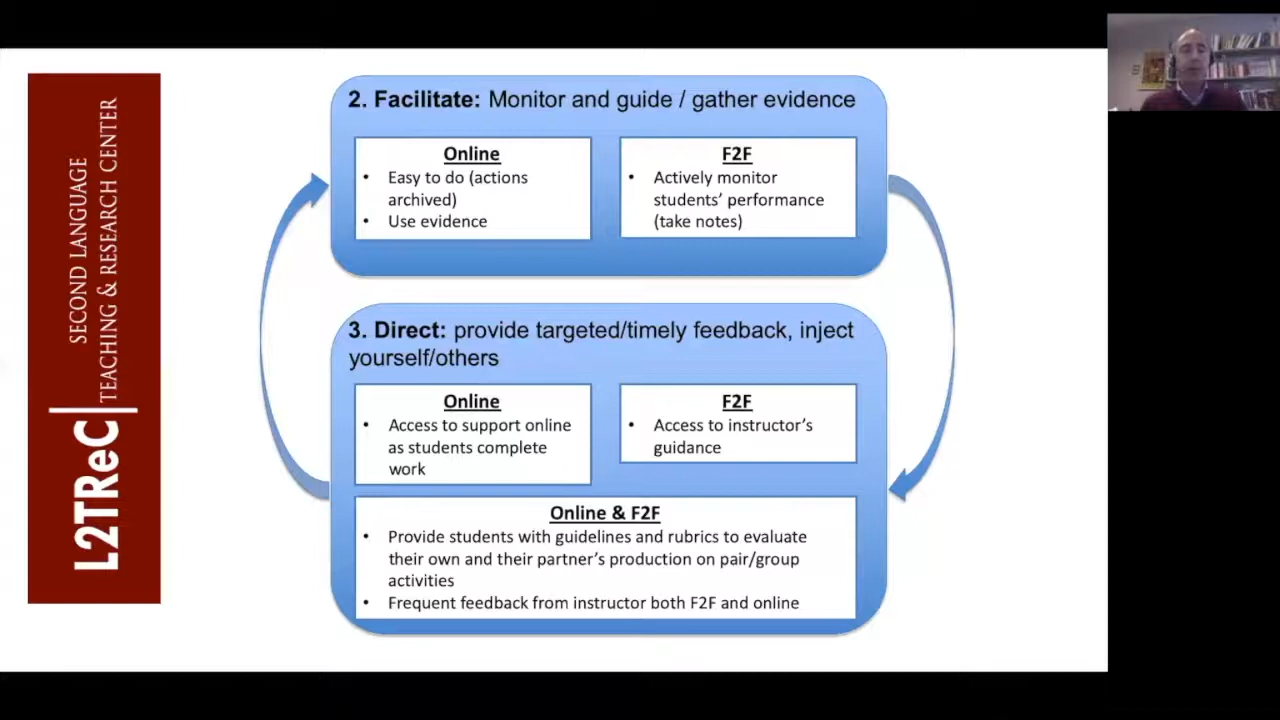 SECOND LANGUAGE
TEACHING & RESEARCH CENTER
L2TReC
2. Facilitate: Monitor and guide / gather evidence
Online
• Easy to do (actions
archived)
• Use evidence
F2F
• Actively monitor
students’ performance
(take notes)
3. Direct: provide targeted/timely feedback, inject
yourself/others
Online
• Access to support online
as students complete
work
F2F
• Access to instructor’s
guidance
Online & F2F
• Provide students with guidelines and rubrics to evaluate
their own and their partner’s production on pair/group
activities
• Frequent feedback from instructor both F2F and online